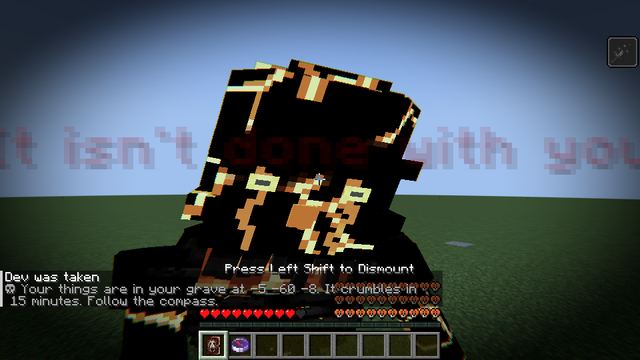 It isn't done with you
Press Left Shift to Dismount
Dev was taken
☠ Your things are in your grave at -5 -60 -8. It crumbles in
15 minutes. Follow the compass.